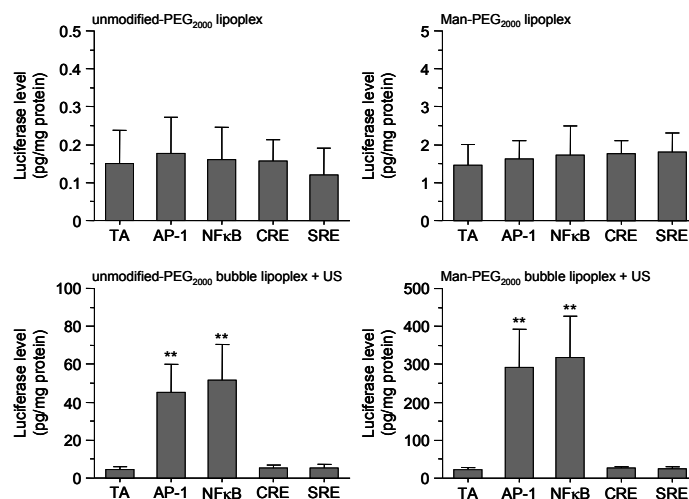 unmodified-PEG2000 lipoplex
Luciferase level
(pg/mg protein)
0.5
0.4
0.3
0.2
0.1
0
TA AP-1 NFκB CRE SRE
Man-PEG2000 lipoplex
Luciferase level
(pg/mg protein)
5
4
3
2
1
0
TA AP-1 NFκB CRE SRE
unmodified-PEG2000 bubble lipoplex + US
Luciferase level
(pg/mg protein)
100
80
60
40
20
0
** **
TA AP-1 NFκB CRE SRE
Man-PEG2000 bubble lipoplex + US
Luciferase level
(pg/mg protein)
500
400
300
200
100
0
** **
TA AP-1 NFκB CRE SRE